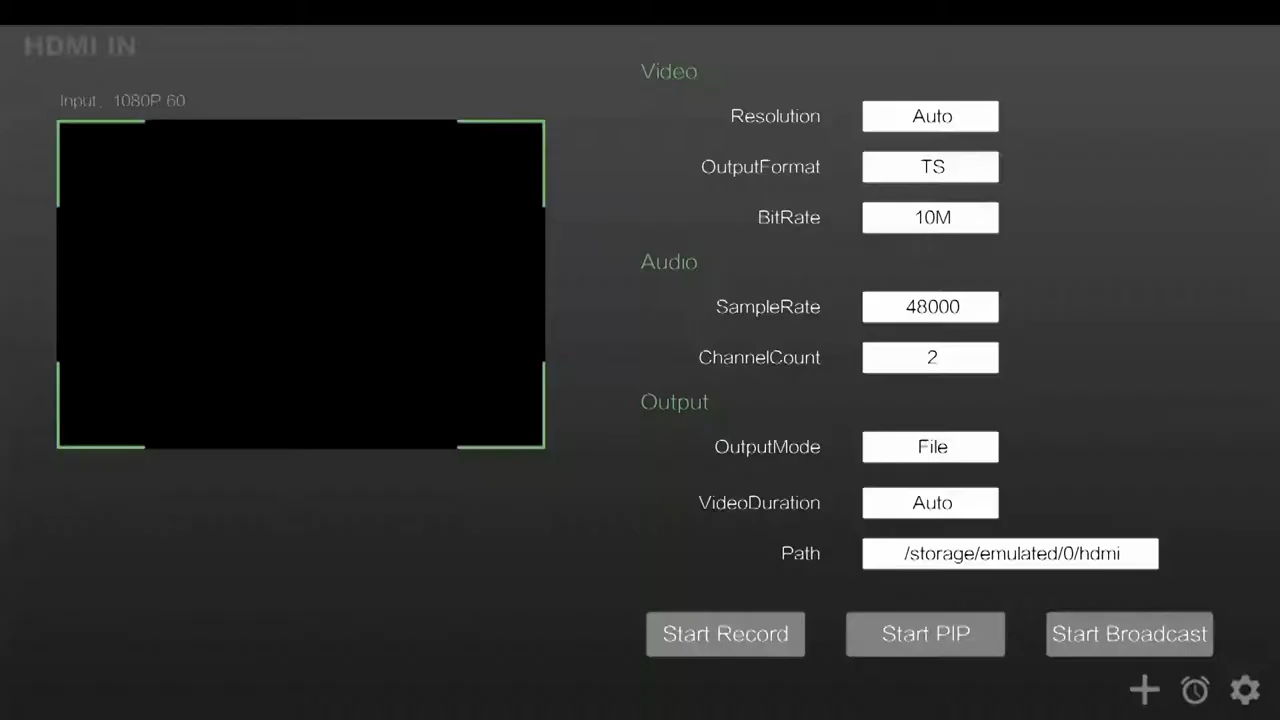 HDMI IN
Input 1080P 60
Video
Resolution Auto
OutputFormat TS
BitRate 10M
Audio
SampleRate 48000
ChannelCount 2
Output
OutputMode File
VideoDuration Auto
Path /storage/emulated/0/hdmi
Start Record Start PIP Start Broadcast